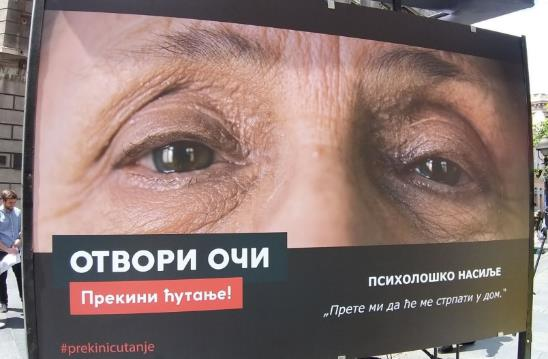 ОТВОРИ ОЧИ
Прекини ћутање!
#prekinicutanje
ПСИХОЛОШКО НАСИЉЕ
„Прете ми да ће ме стрпати у дом.“